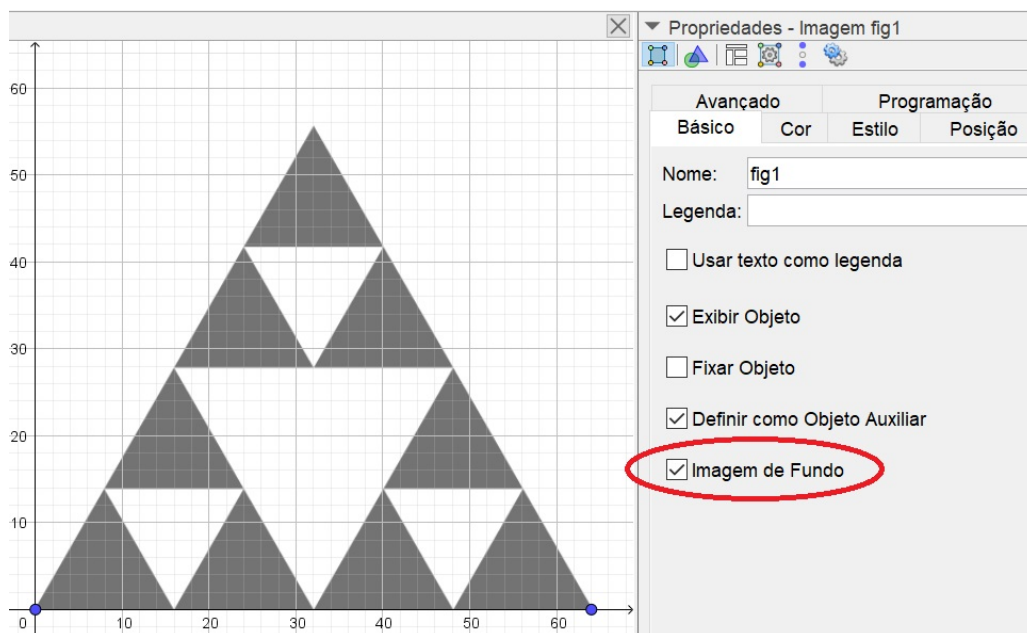 Propriedades - Imagem fig1
Avançado Programação
Básico Cor Estilo Posição
Nome: fig1
Legenda:
Usar texto como legenda
Exibir Objeto
Fixar Objeto
Definir como Objeto Auxiliar
Imagem de Fundo
60
50
40
30
20
10
0 10 20 30 40 50 60